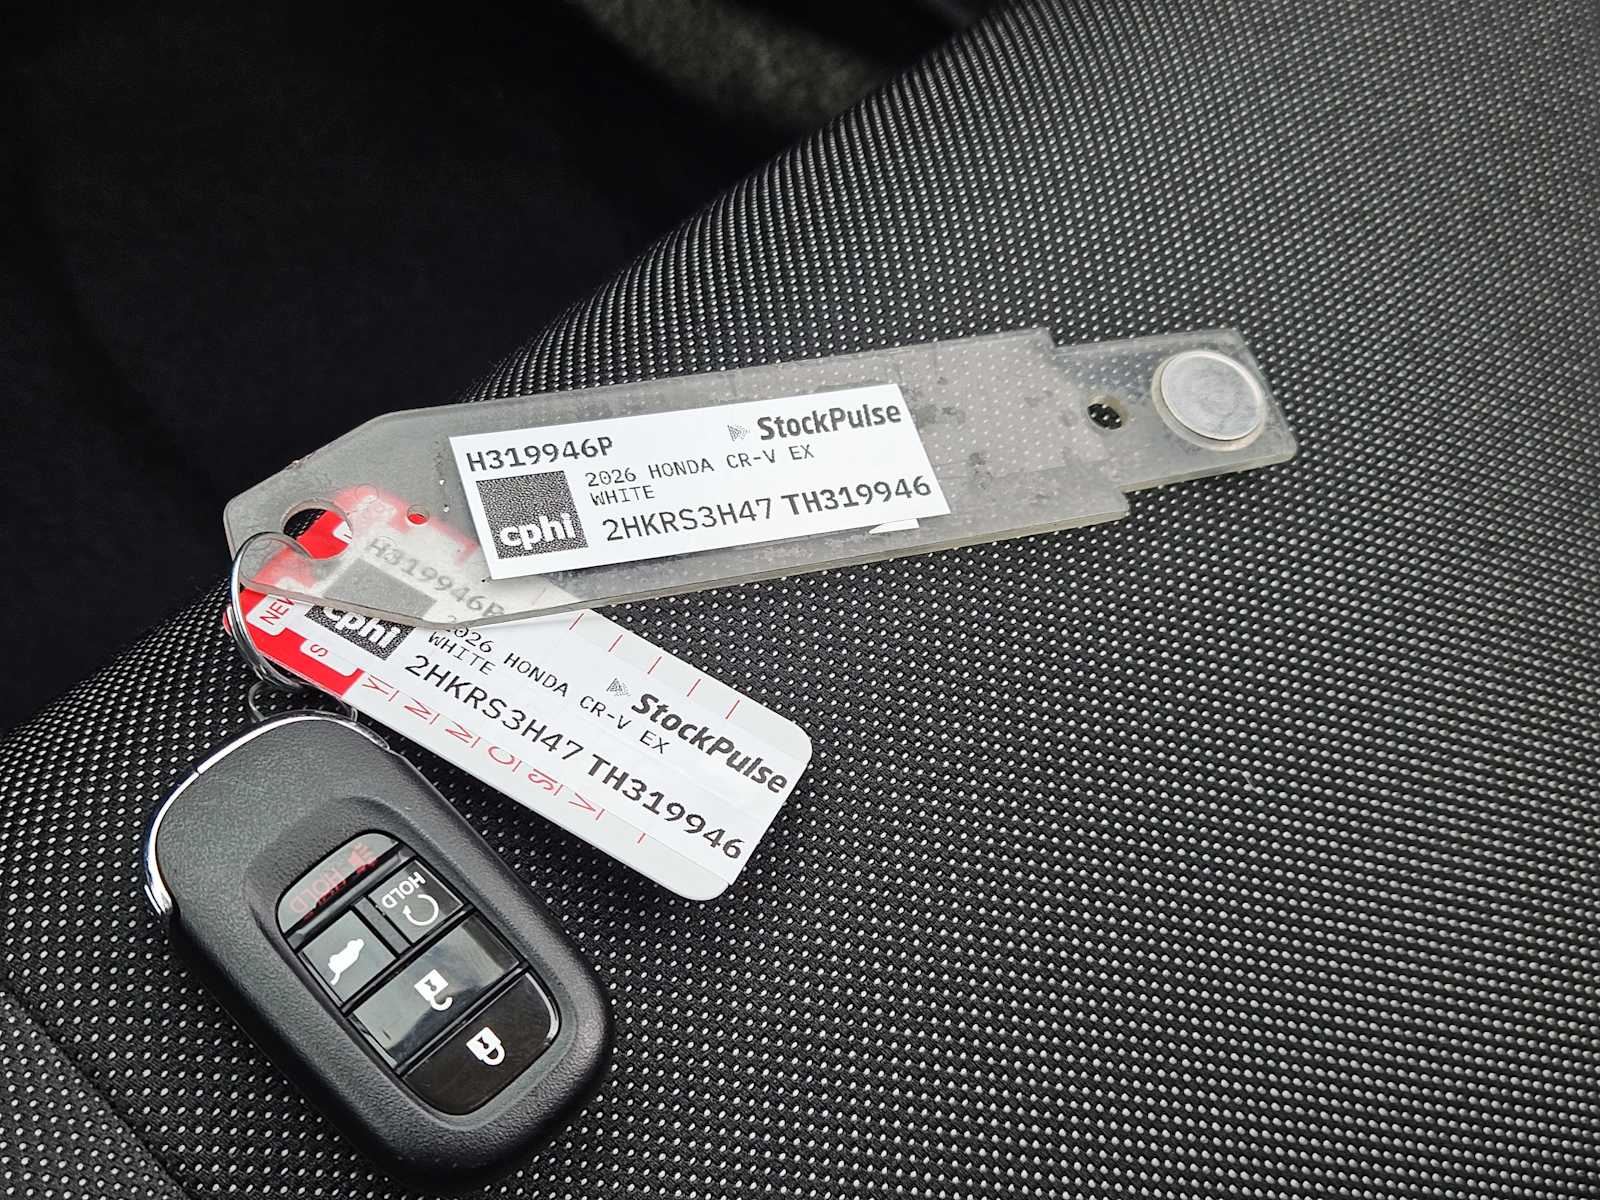 H319946P
StockPulse
2026 HONDA CR-V EX
WHITE
cphi
2HKRS3H47 TH319946
H319946P
NEW
S
cphi
2026 HONDA CR-V EX
WHITE
StockPulse
2HKRS3H47 TH319946
HOLD
HOLD